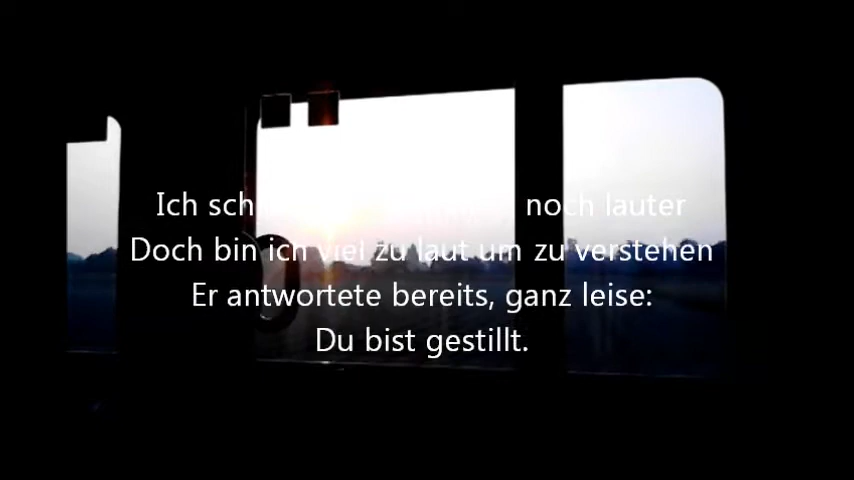 Ich noch lauter
Doch bin ich viel zu laut um zu verstehen
Er antwortete bereits, ganz leise:
Du bist gestillt.